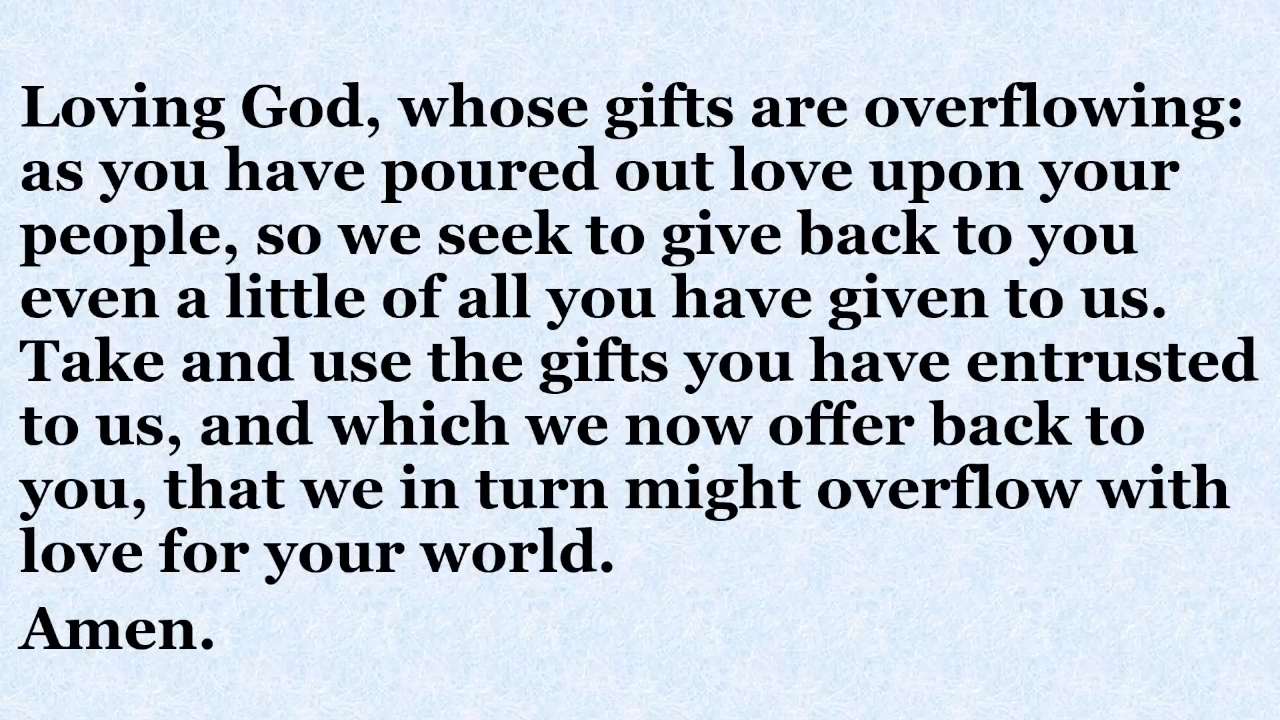 Loving God, whose gifts are overflowing:
as you have poured out love upon your
people, so we seek to give back to you
even a little of all you have given to us.
Take and use the gifts you have entrusted
to us, and which we now offer back to
you, that we in turn might overflow with
love for your world.
Amen.